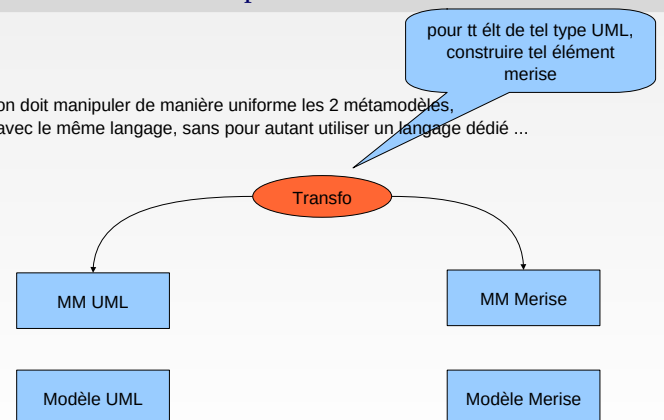 pour tt élt de tel type UML,
construire tel élément
merise
on doit manipuler de manière uniforme les 2 métamodèles,
avec le même langage, sans pour autant utiliser un langage dédié ...
Transfo
MM UML
MM Merise
Modèle UML
Modèle Merise